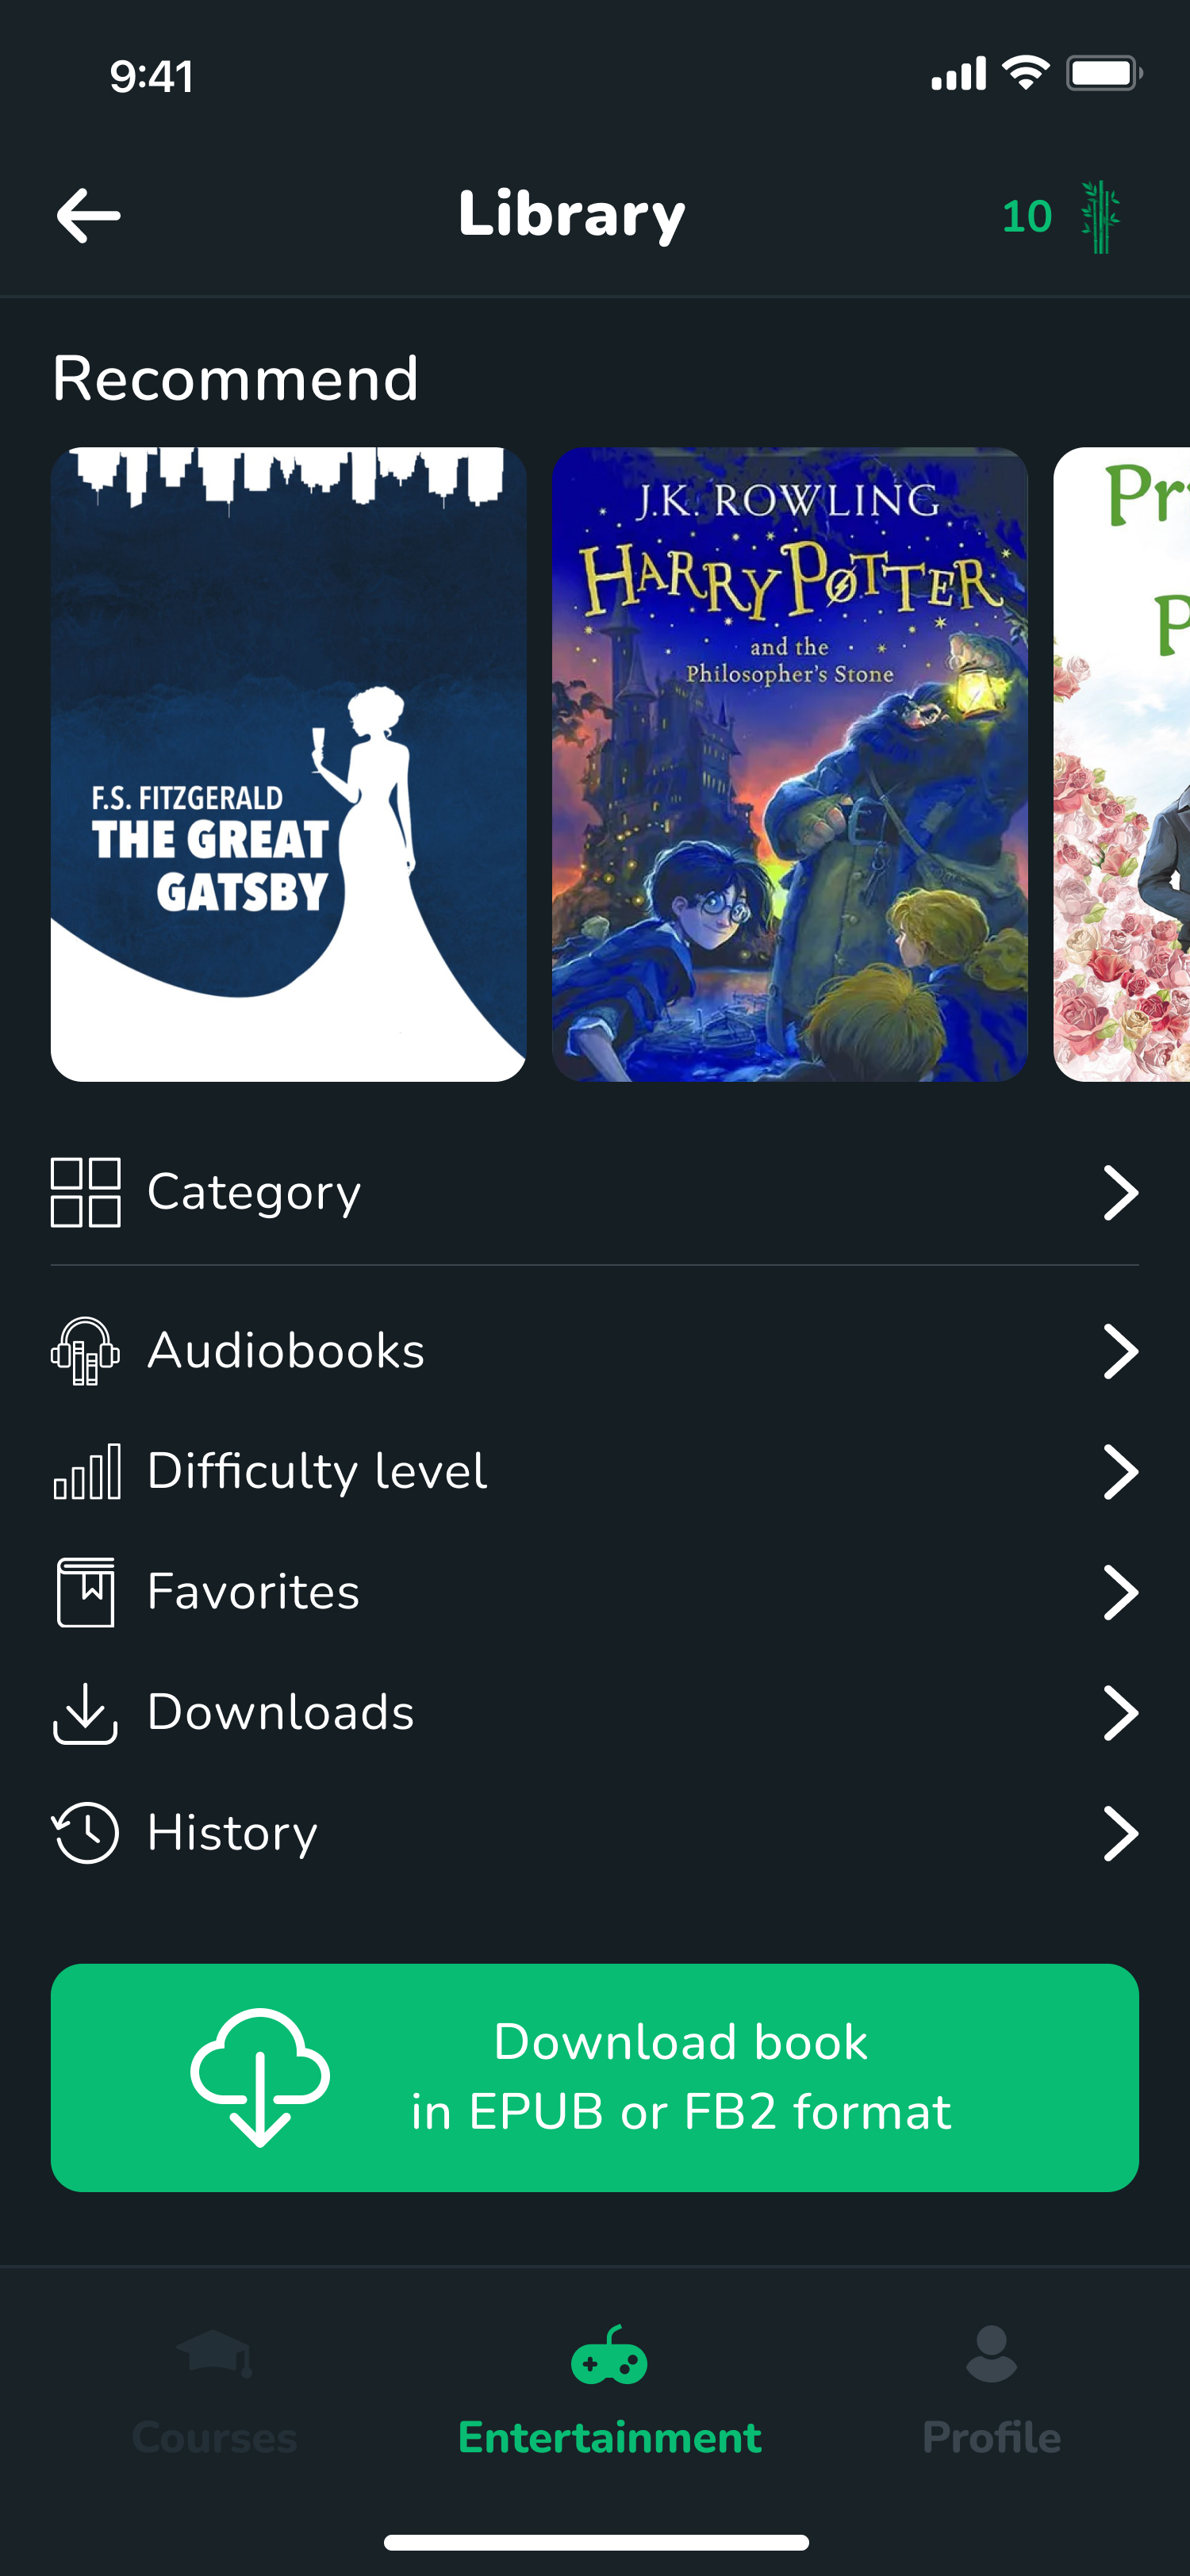 9:41
Library
10
Recommend
F.S. FITZGERALD
THE GREAT
GATSBY
J.K. ROWLING
HARRY POTTER
and the
Philosopher's Stone
Category
Audiobooks
Difficulty level
Favorites
Downloads
History
Download book
in EPUB or FB2 format
Courses
Entertainment
Profile